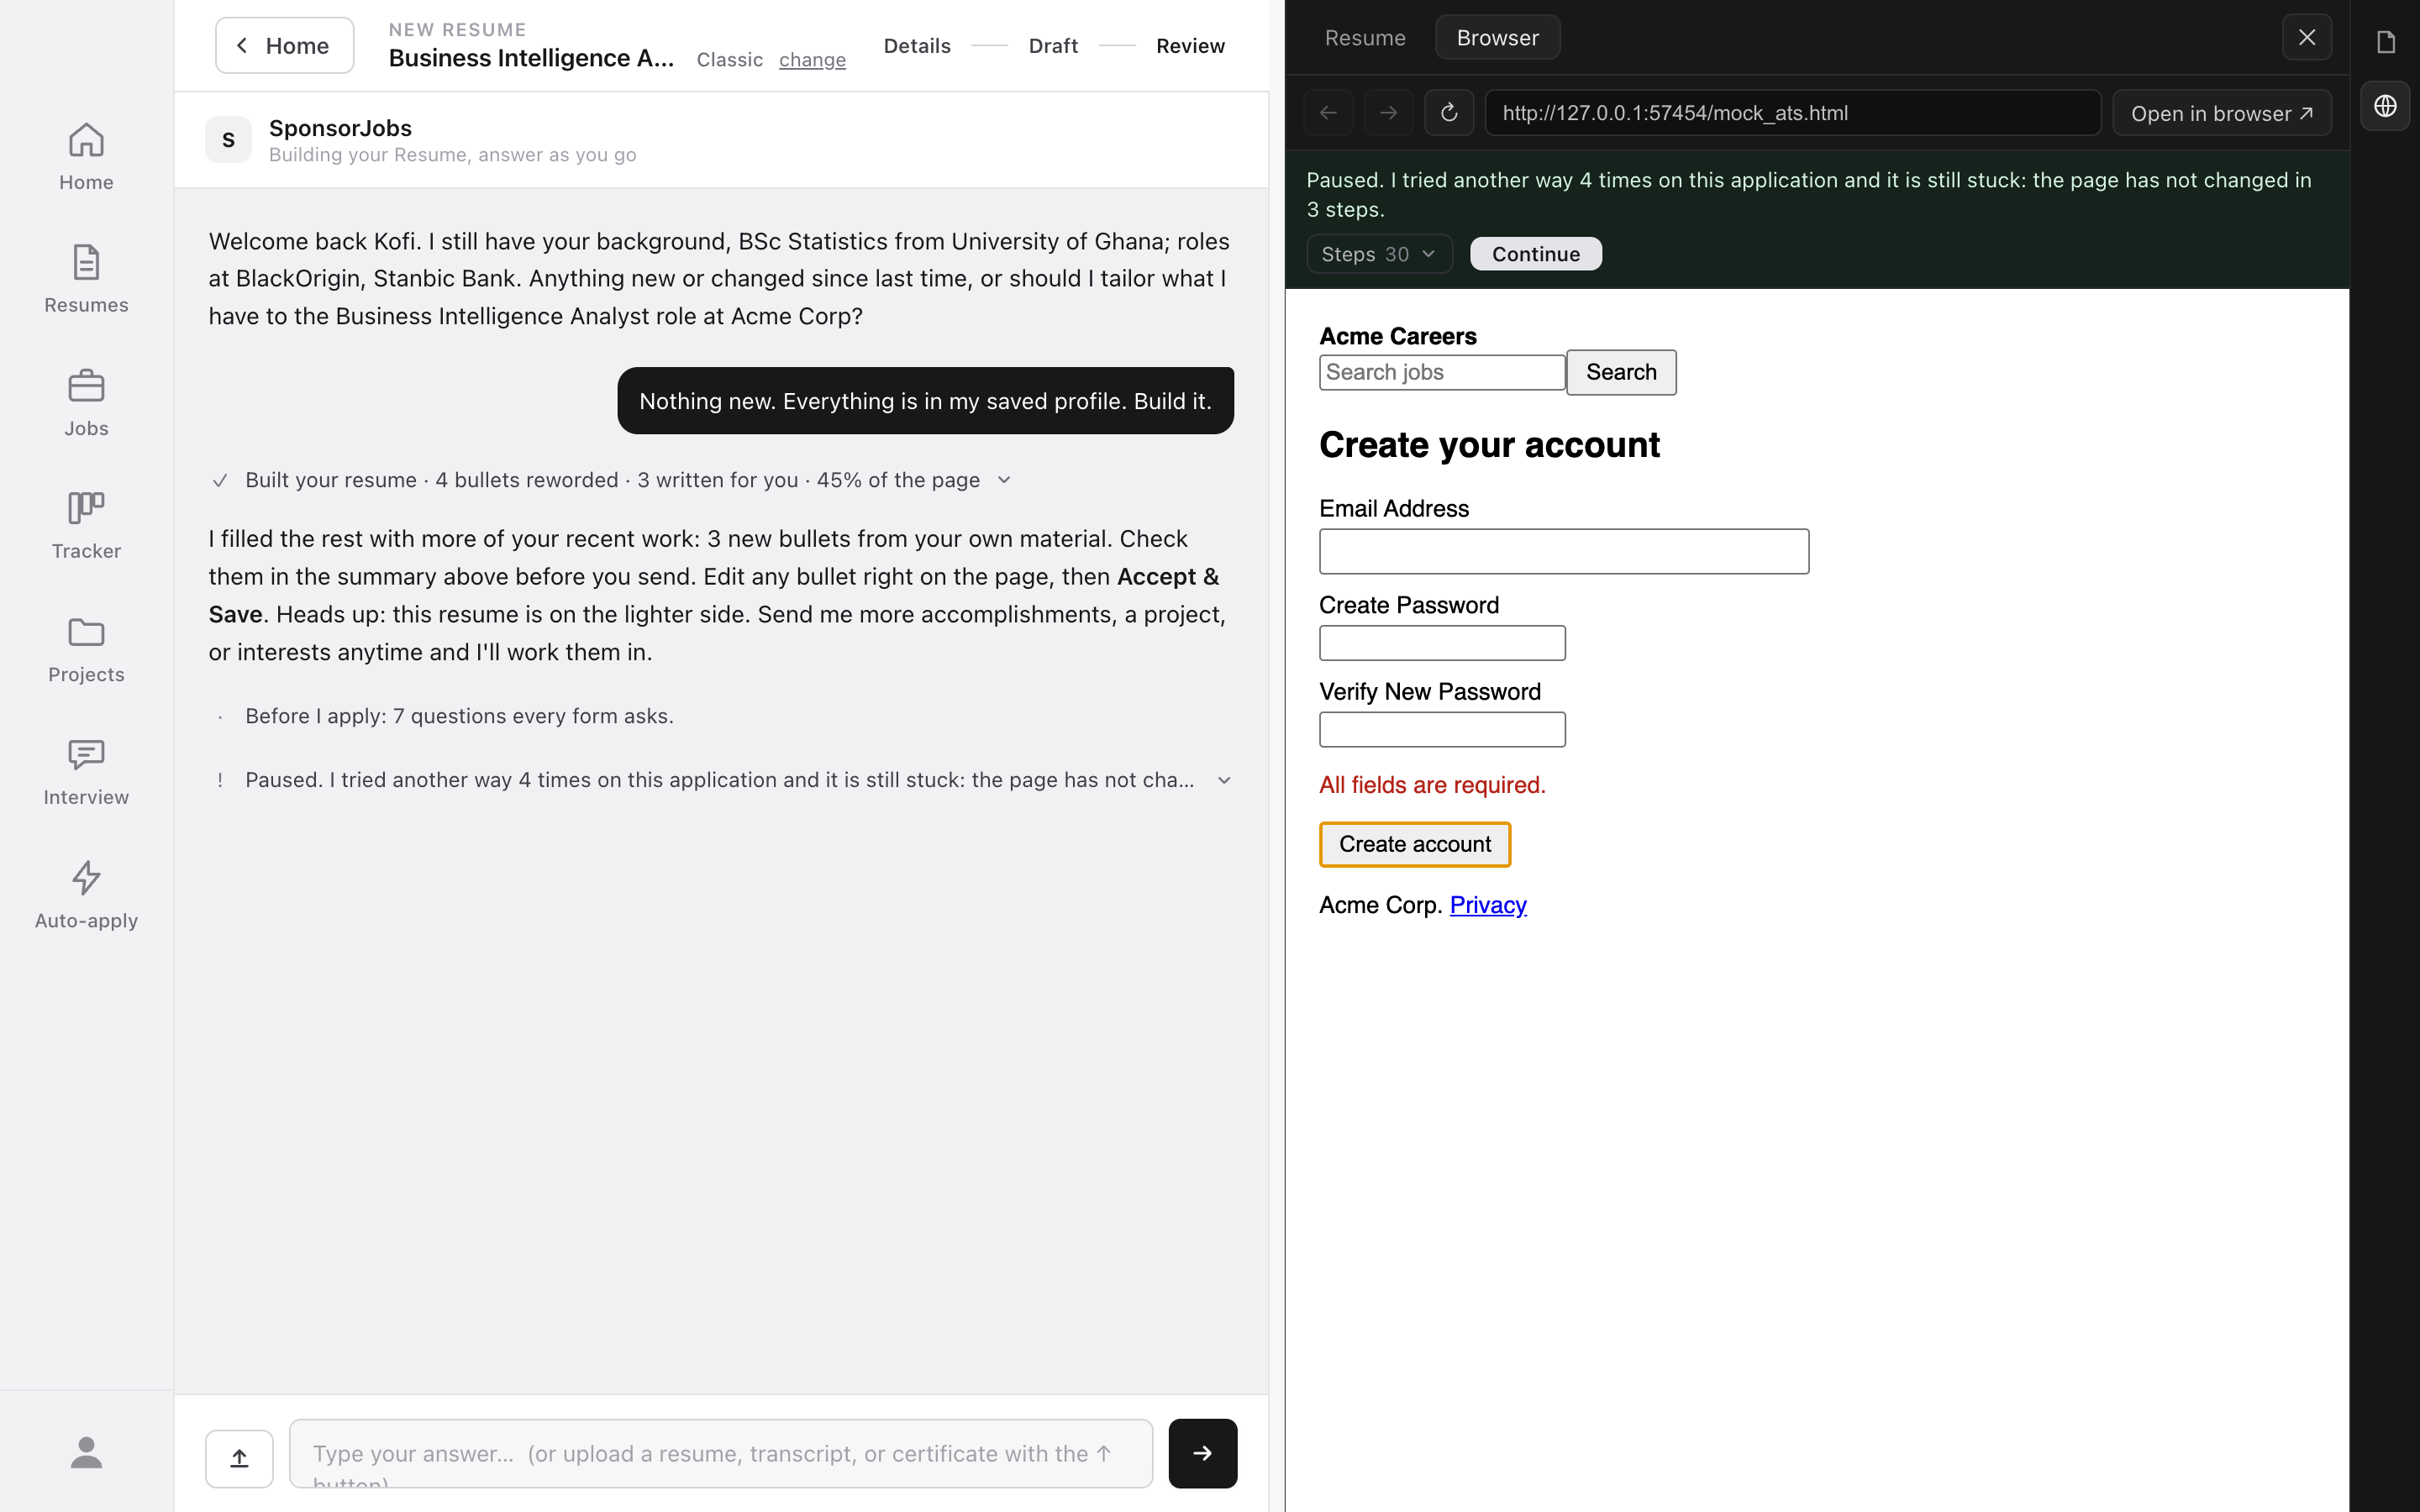 Home
Resumes
Jobs
Tracker
Projects
Interview
Auto-apply
Home
NEW RESUME
Business Intelligence A...
Classic change
Details
Draft
Review
S
SponsorJobs
Building your Resume, answer as you go
Welcome back Kofi. I still have your background, BSc Statistics from University of Ghana; roles
at BlackOrigin, Stanbic Bank. Anything new or changed since last time, or should I tailor what I
have to the Business Intelligence Analyst role at Acme Corp?
Nothing new. Everything is in my saved profile. Build it.
Built your resume · 4 bullets reworded · 3 written for you · 45% of the page
I filled the rest with more of your recent work: 3 new bullets from your own material. Check
them in the summary above before you send. Edit any bullet right on the page, then Accept &
Save. Heads up: this resume is on the lighter side. Send me more accomplishments, a project,
or interests anytime and I'll work them in.
· Before I apply: 7 questions every form asks.
! Paused. I tried another way 4 times on this application and it is still stuck: the page has not cha...
Type your answer... (or upload a resume, transcript, or certificate with the ↑
button)
Resume
Browser
http://127.0.0.1:57454/mock_ats.html
Open in browser ↗
Paused. I tried another way 4 times on this application and it is still stuck: the page has not changed in
3 steps.
Steps 30
Continue
Acme Careers
Search jobs
Search
Create your account
Email Address
Create Password
Verify New Password
All fields are required.
Create account
Acme Corp. Privacy